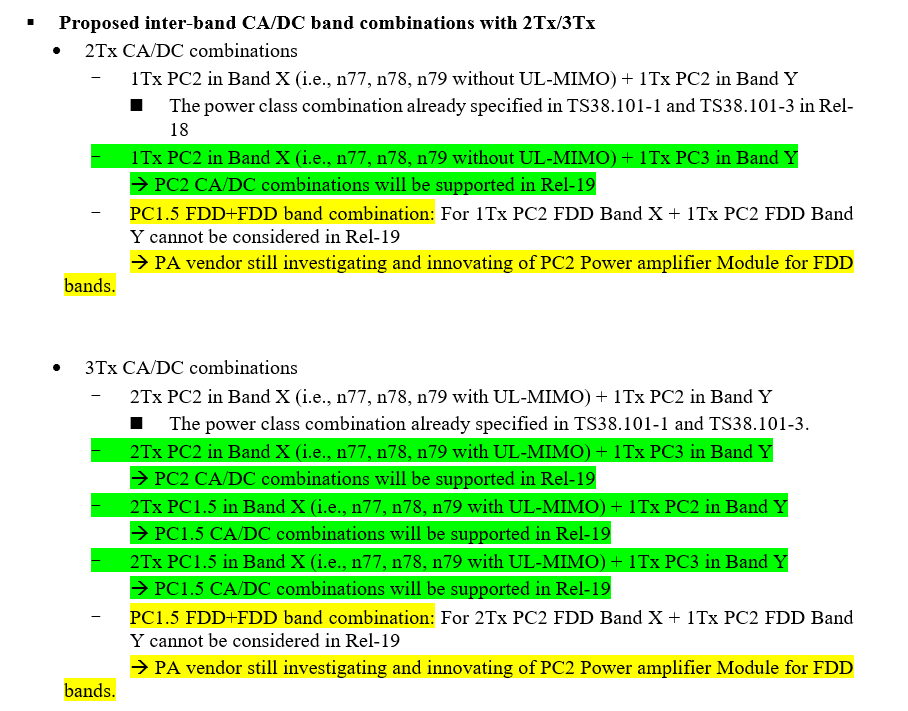 ▪ Proposed inter-band CA/DC band combinations with 2Tx/3Tx
• 2Tx CA/DC combinations
− 1Tx PC2 in Band X (i.e., n77, n78, n79 without UL-MIMO) + 1Tx PC2 in Band Y
■ The power class combination already specified in TS38.101-1 and TS38.101-3 in Rel-
18
− 1Tx PC2 in Band X (i.e., n77, n78, n79 without UL-MIMO) + 1Tx PC3 in Band Y
→ PC2 CA/DC combinations will be supported in Rel-19
− PC1.5 FDD+FDD band combination: For 1Tx PC2 FDD Band X + 1Tx PC2 FDD Band
Y cannot be considered in Rel-19
→ PA vendor still investigating and innovating of PC2 Power amplifier Module for FDD
bands.
• 3Tx CA/DC combinations
− 2Tx PC2 in Band X (i.e., n77, n78, n79 with UL-MIMO) + 1Tx PC2 in Band Y
■ The power class combination already specified in TS38.101-1 and TS38.101-3.
− 2Tx PC2 in Band X (i.e., n77, n78, n79 with UL-MIMO) + 1Tx PC3 in Band Y
→ PC2 CA/DC combinations will be supported in Rel-19
− 2Tx PC1.5 in Band X (i.e., n77, n78, n79 with UL-MIMO) + 1Tx PC2 in Band Y
→ PC1.5 CA/DC combinations will be supported in Rel-19
− 2Tx PC1.5 in Band X (i.e., n77, n78, n79 with UL-MIMO) + 1Tx PC3 in Band Y
→ PC1.5 CA/DC combinations will be supported in Rel-19
− PC1.5 FDD+FDD band combination: For 2Tx PC2 FDD Band X + 1Tx PC2 FDD Band
Y cannot be considered in Rel-19
→ PA vendor still investigating and innovating of PC2 Power amplifier Module for FDD
bands.